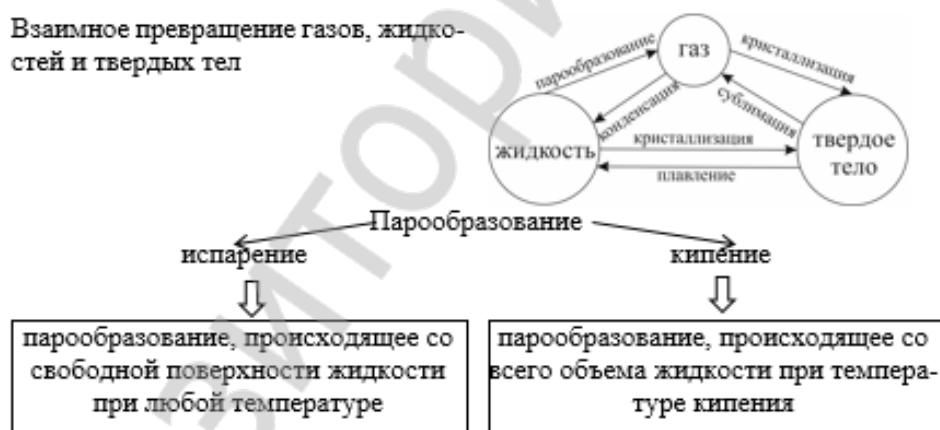 Взаимное превращение газов, жидко-
стей и твердых тел
газ
парообразование
кристаллизация
конденсация
сублимация
жидкость
кристаллизация
твердое
тело
плавление
Парообразование
испарение
кипение
парообразование, происходящее со
свободной поверхности жидкости
при любой температуре
парообразование, происходящее со
всего объема жидкости при темпера-
туре кипения
зитори